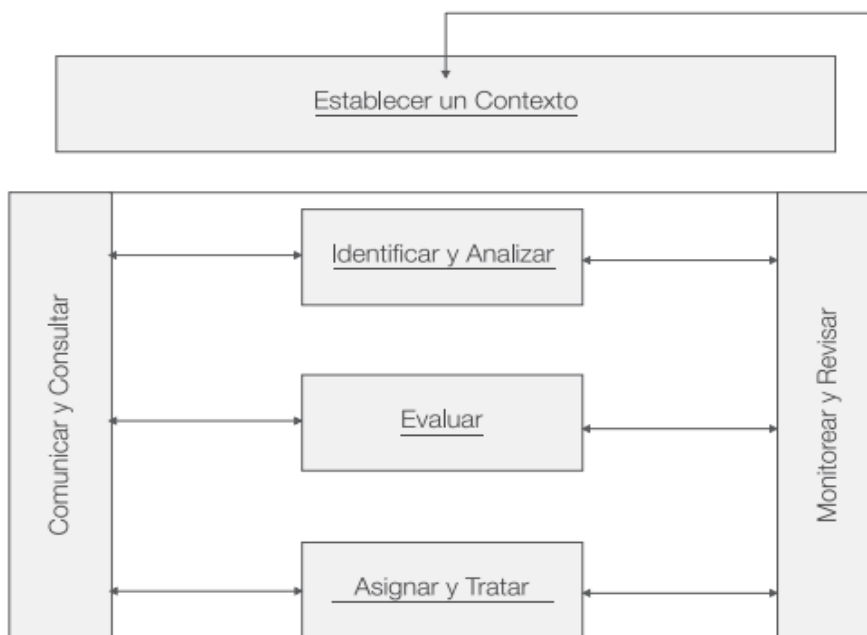 Establecer un Contexto
Comunicar y Consultar
Identificar y Analizar
Evaluar
Asignar y Tratar
Monitorear y Revisar